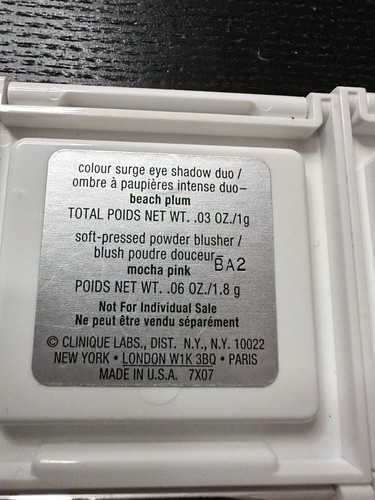 colour surge eye shadow duo /
ombre à paupières intense duo–
beach plum
TOTAL POIDS NET WT. .03 OZ./1g
soft-pressed powder blusher /
blush poudre douceur–
BA2
mocha pink
POIDS NET WT. .06 OZ./1.8 g
Not For Individual Sale
Ne peut être vendu séparément
© CLINIQUE LABS., DIST. N.Y., N.Y. 10022
NEW YORK • LONDON W1K 3BQ • PARIS
MADE IN U.S.A. 7X07